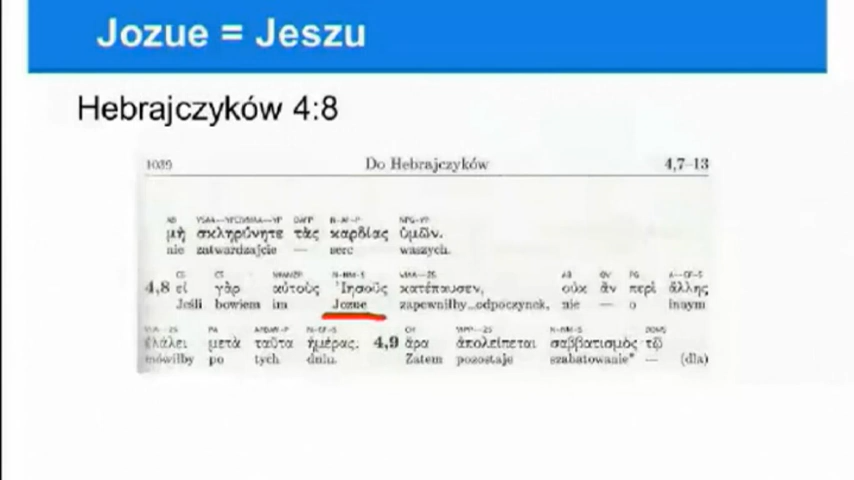 Jozue = Jeszu
Hebrajczyków 4:8
1039 Do Hebrajczyków 4,7–13
μὴ σκληρύνητε τὰς καρδίας ὑμῶν.
nie zatwardzajcie — serc waszych.
4,8 εἰ γὰρ αὐτοὺς Ἰησοῦς κατέπαυσεν, οὐκ ἂν περὶ ἄλλης
Jeśli bowiem im Jozue zapewniłby_odpoczynek, nie — o innym
ἐλάλει μετὰ ταῦτα ἡμέρας. 4,9 ἄρα ἀπολείπεται σαββατισμὸς τῷ
mówiłby po tych dniu. Zatem pozostaje szabatowanie* — (dla)